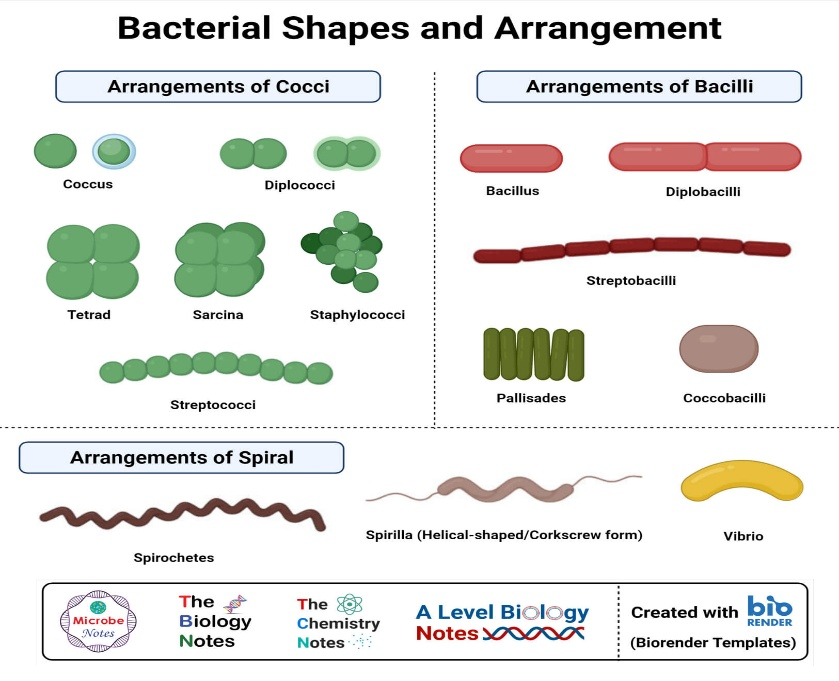 Bacterial Shapes and Arrangement
Arrangements of Cocci
Arrangements of Bacilli
Coccus
Diplococci
Bacillus
Diplobacilli
Streptobacilli
Tetrad
Sarcina
Staphylococci
Pallisades
Coccobacilli
Streptococci
Arrangements of Spiral
Spirochetes
Spirilla (Helical-shaped/Corkscrew form)
Vibrio
Microbe
Notes
The
Biology
Notes
The
Chemistry
Notes
A Level Biology
Notes
Created with
bio
RENDER
(Biorender Templates)